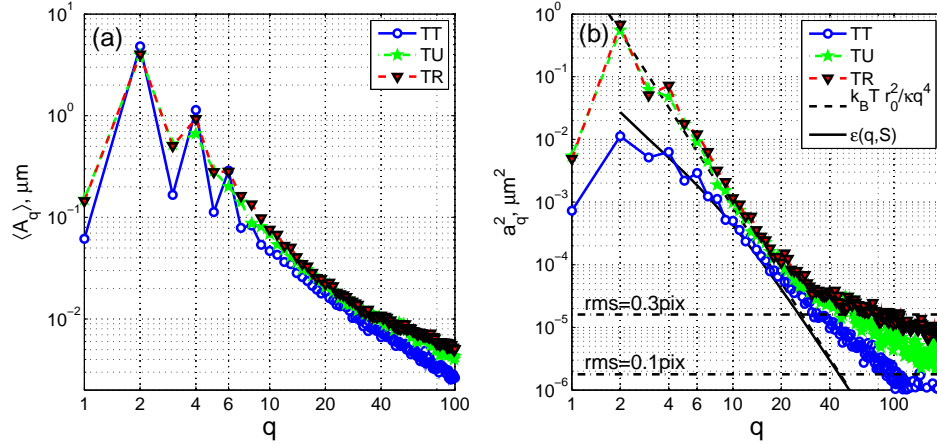 (a)
TT
TU
TR
⟨A_q⟩, μm
10^1
10^0
10^-1
10^-2
1 2 4 6 10 20 40 100
q
(b)
TT
TU
TR
k_B T r_0^2/κq^4
ε(q,S)
a_q^2, μm^2
10^0
10^-1
10^-2
10^-3
10^-4
10^-5
10^-6
rms=0.3pix
rms=0.1pix
1 2 4 6 10 20 40 100
q